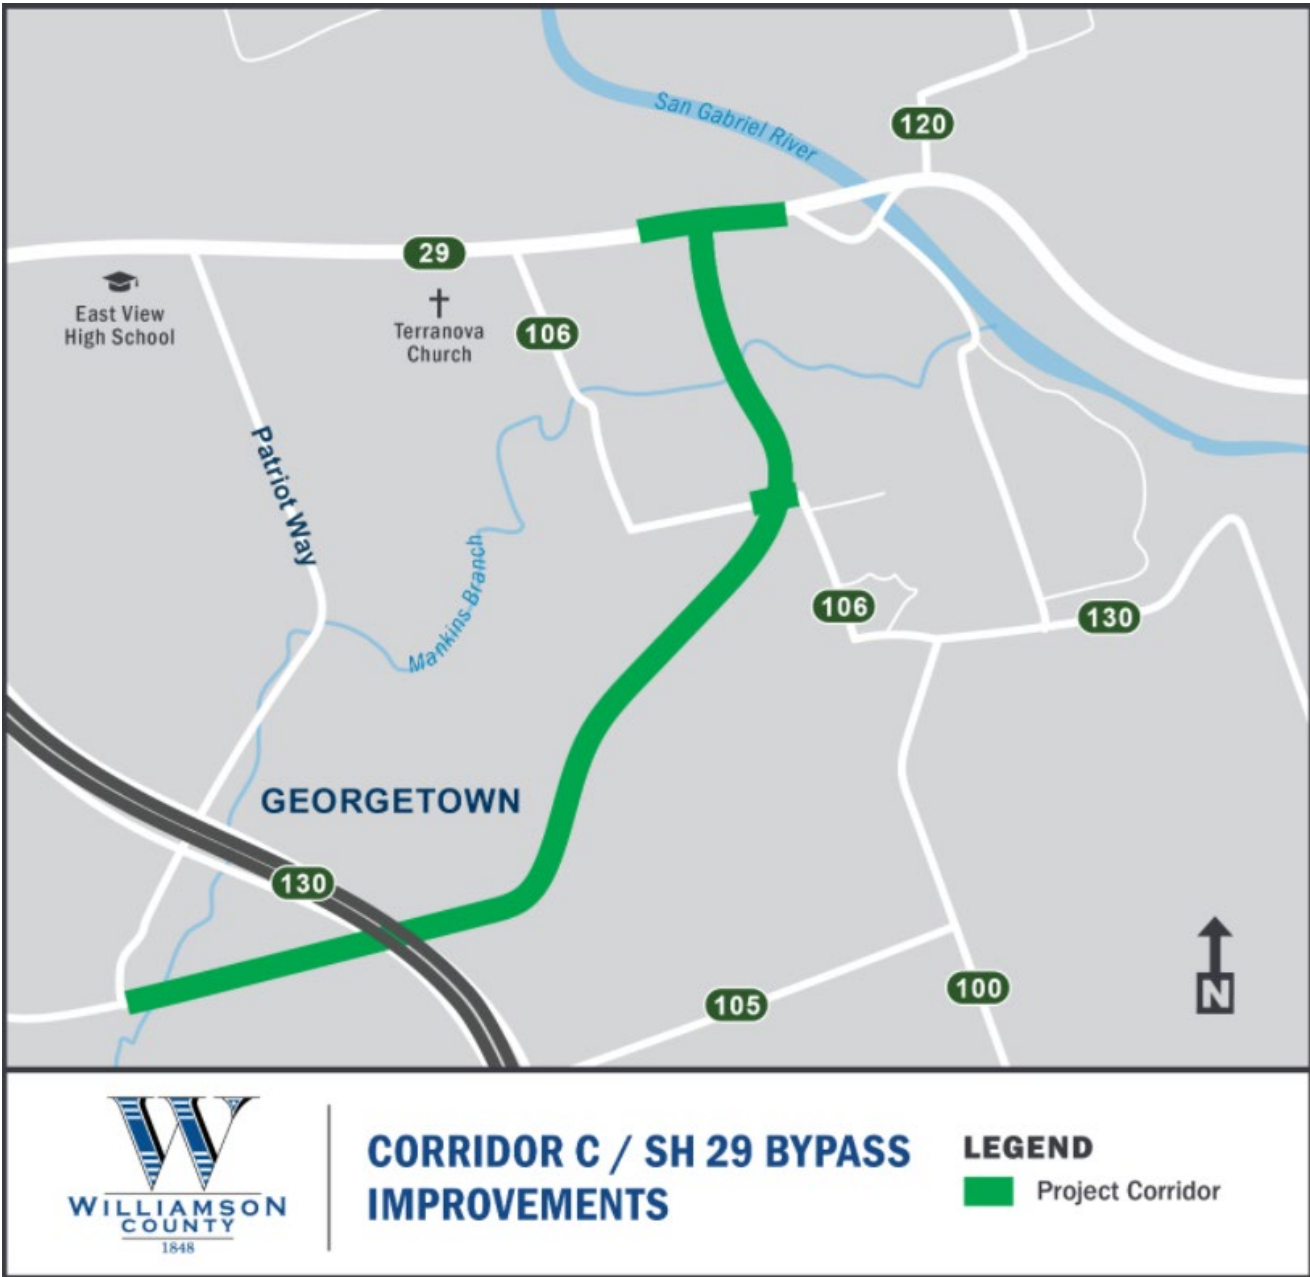 San Gabriel River
120
29
East View
High School
Terranova
Church
106
Patriot Way
Mankins Branch
106
130
GEORGETOWN
130
105
100
N
W
WILLIAMSON
COUNTY
1848
CORRIDOR C / SH 29 BYPASS
IMPROVEMENTS
LEGEND
Project Corridor